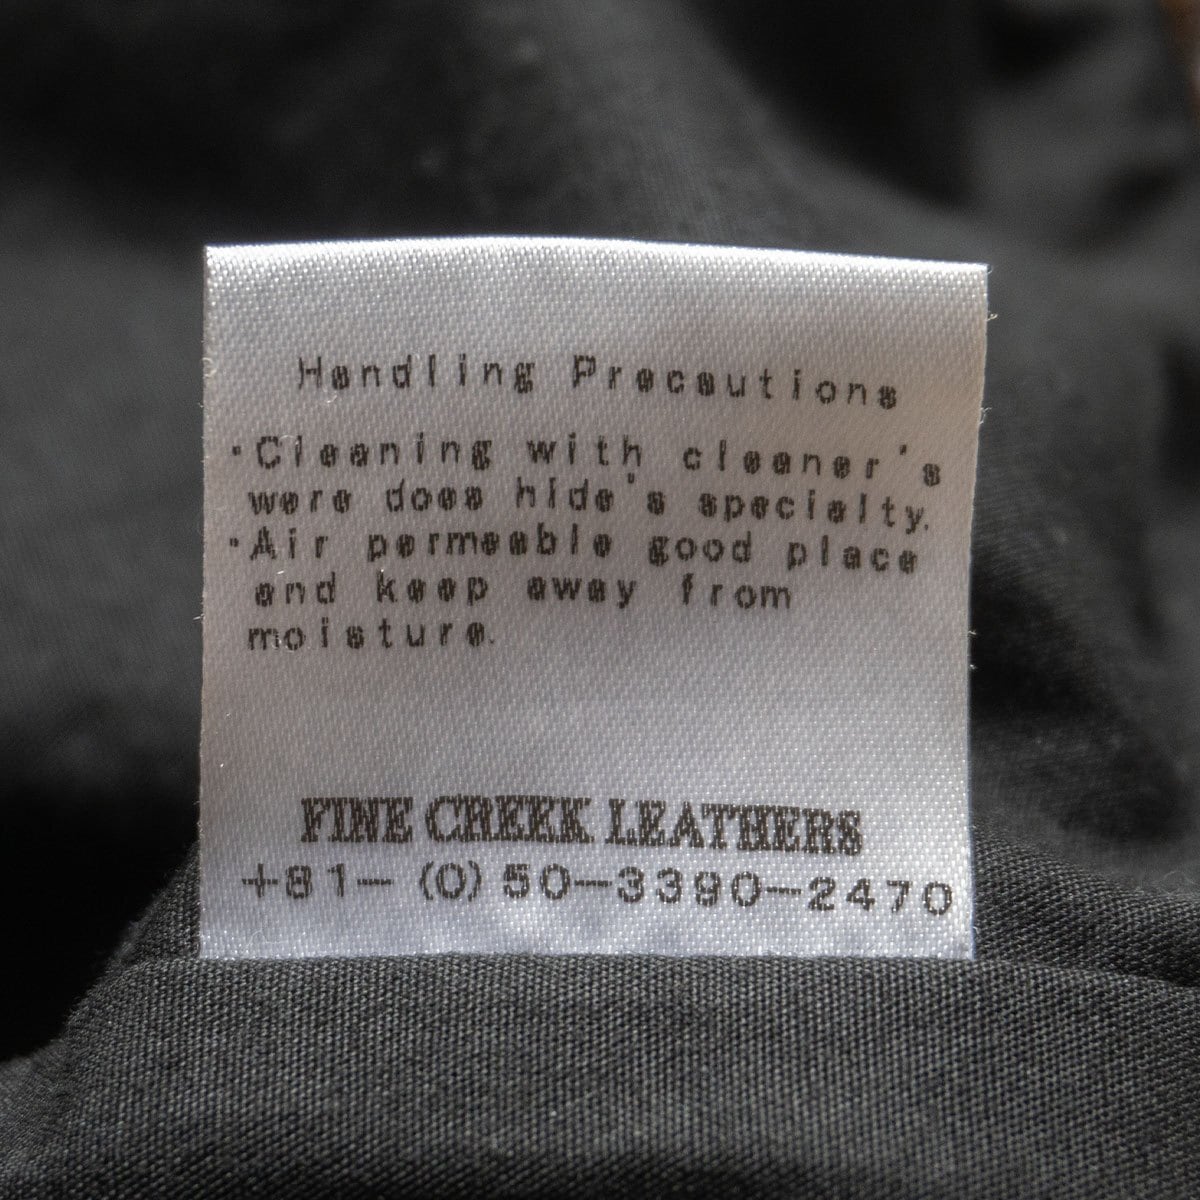 Handling Precautions
·Cleaning with cleaner's
were does hide's specialty.
·Air permeable good place
and keep away from
moisture.
FINE CREEK LEATHERS
+81-(0)50-3390-2470